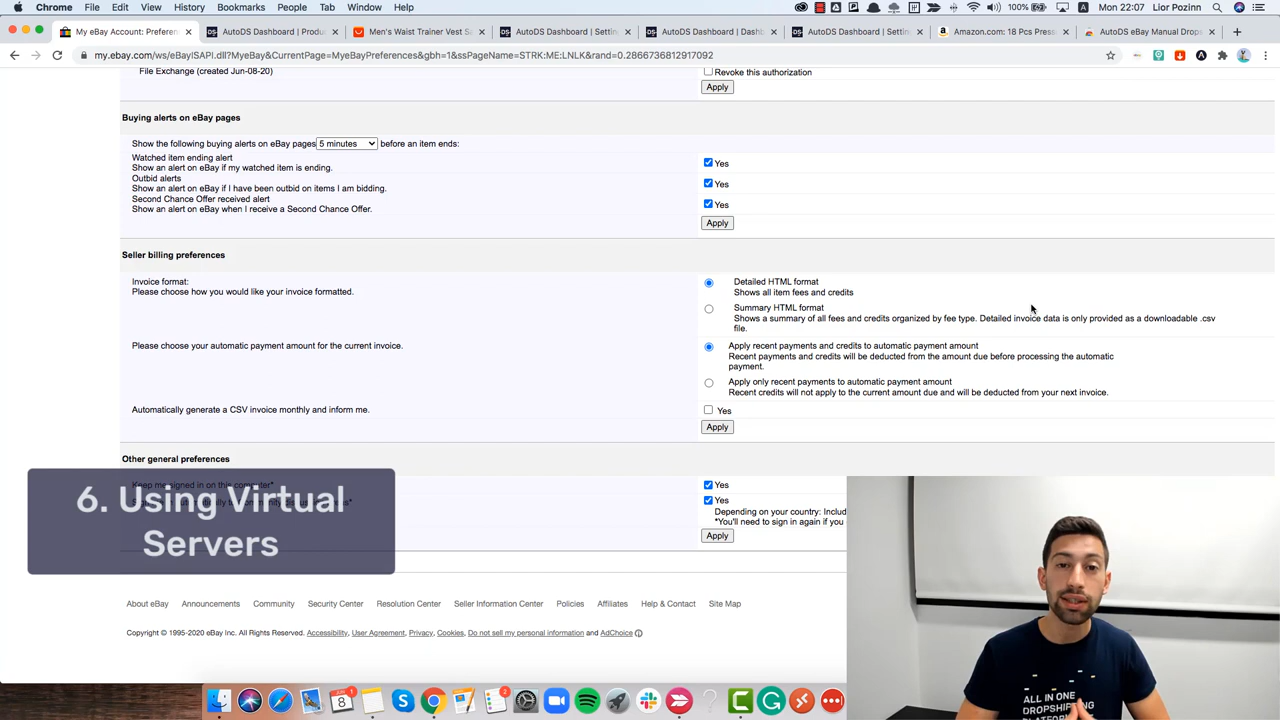 Chrome File Edit View History Bookmarks People Tab Window Help 100% Mon 22:07 Lior Pozinn
My eBay Account: Preferen AutoDS Dashboard | Produ Men's Waist Trainer Vest S AutoDS Dashboard | Settin AutoDS Dashboard | Dashb AutoDS Dashboard | Settin Amazon.com: 18 Pcs Press AutoDS eBay Manual Drops
my.ebay.com/ws/eBayISAPI.dll?MyeBay&CurrentPage=MyeBayPreferences&gbh=1&ssPageName=STRK:ME:LNLK&rand=0.2866736812917092
File Exchange (created Jun-08-20) Revoke this authorization
Apply
Buying alerts on eBay pages
Show the following buying alerts on eBay pages 5 minutes before an item ends:
Watched item ending alert Yes
Show an alert on eBay if my watched item is ending.
Outbid alerts Yes
Show an alert on eBay if I have been outbid on items I am bidding.
Second Chance Offer received alert Yes
Show an alert on eBay when I receive a Second Chance Offer.
Apply
Seller billing preferences
Invoice format: Detailed HTML format
Please choose how you would like your invoice formatted. Shows all item fees and credits
Summary HTML format
Shows a summary of all fees and credits organized by fee type. Detailed invoice data is only provided as a downloadable .csv
file.
Please choose your automatic payment amount for the current invoice. Apply recent payments and credits to automatic payment amount
Recent payments and credits will be deducted from the amount due before processing the automatic
payment.
Apply only recent payments to automatic payment amount
Recent credits will not apply to the current amount due and will be deducted from your next invoice.
Automatically generate a CSV invoice monthly and inform me. Yes
Apply
Other general preferences
Keep me signed in on this computer* Yes
Yes
Depending on your country: Includ
*You'll need to sign in again if you
Apply
6. Using Virtual
Servers
About eBay Announcements Community Security Center Resolution Center Seller Information Center Policies Affiliates Help & Contact Site Map
Copyright © 1995-2020 eBay Inc. All Rights Reserved. Accessibility, User Agreement, Privacy, Cookies, Do not sell my personal information and AdChoice
ALL IN ONE
DROPSHIPPING